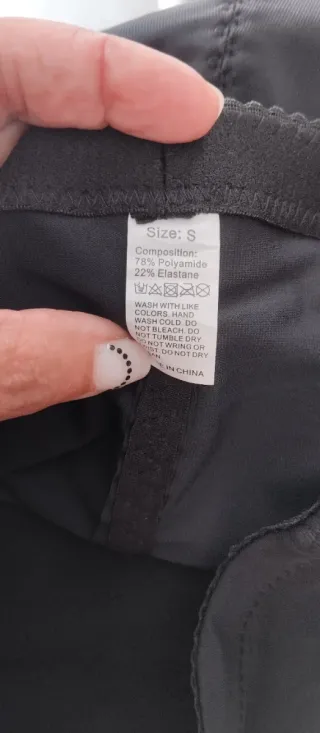 Size: S
Composition:
78% Polyamide
22% Elastane
WASH WITH LIKE
COLORS. HAND
WASH COLD. DO
NOT BLEACH. DO
NOT TUMBLE DRY
DO NOT WRING OR
DO NOT DRY
IN CHINA